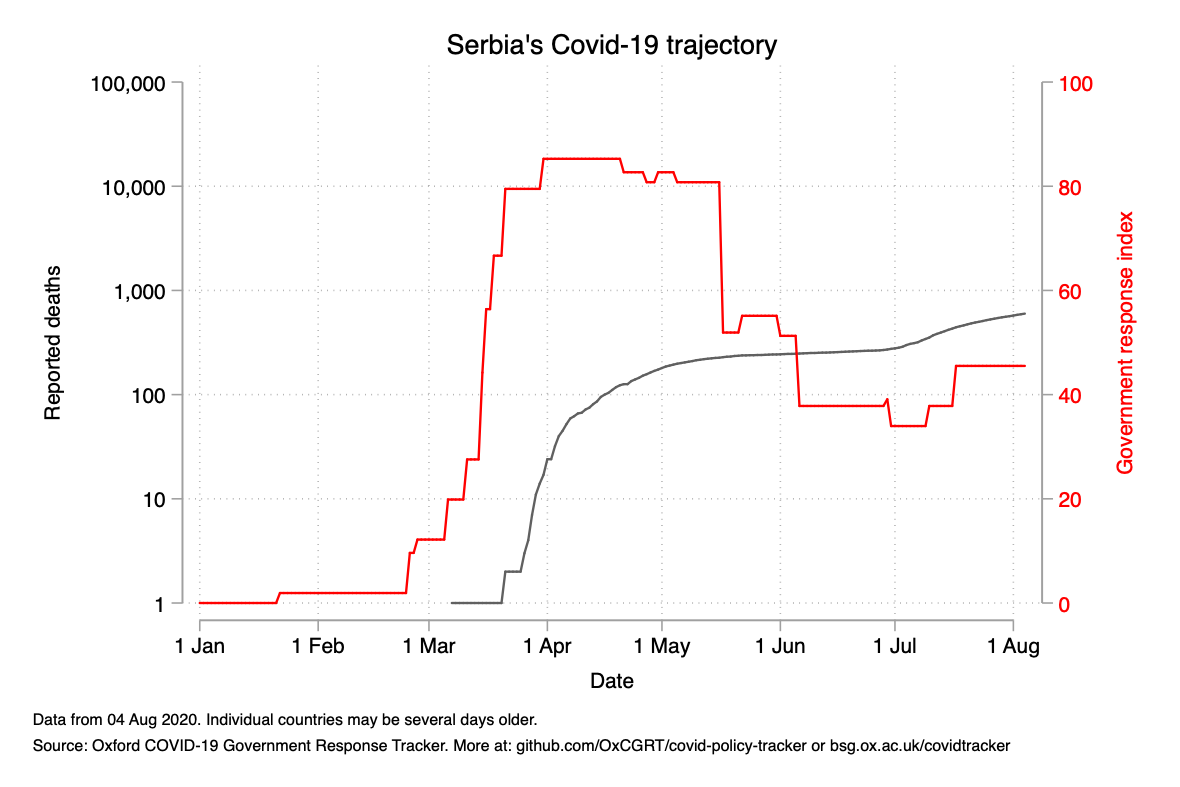 Serbia's Covid-19 trajectory
100,000
10,000
1,000
100
10
1
Reported deaths
100
80
60
40
20
0
Government response index
1 Jan 1 Feb 1 Mar 1 Apr 1 May 1 Jun 1 Jul 1 Aug
Date
Data from 04 Aug 2020. Individual countries may be several days older.
Source: Oxford COVID-19 Government Response Tracker. More at: github.com/OxCGRT/covid-policy-tracker or bsg.ox.ac.uk/covidtracker